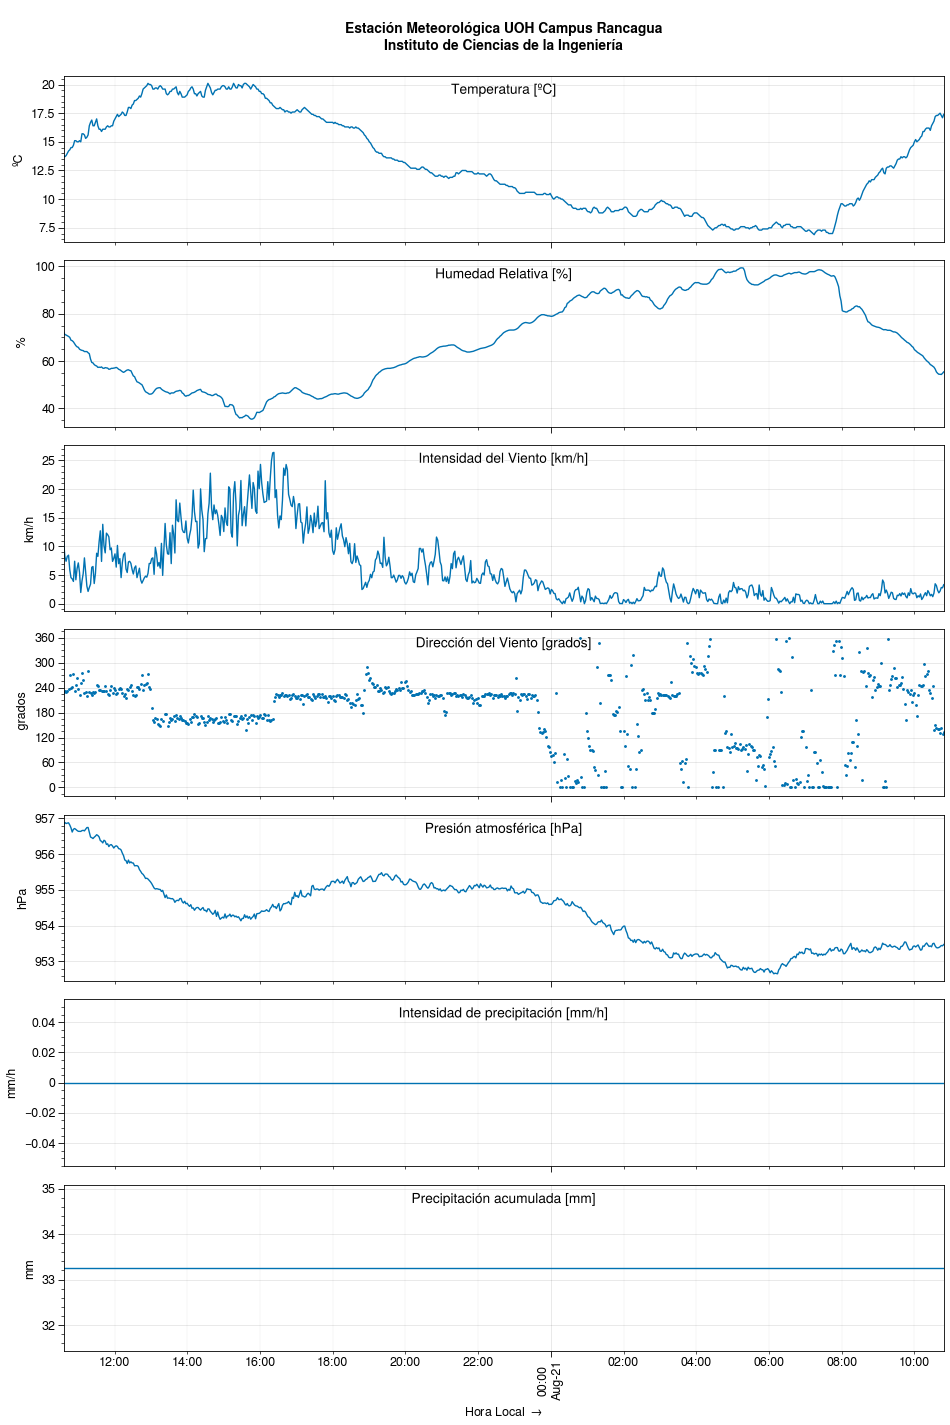 Estación Meteorológica UOH Campus Rancagua
Instituto de Ciencias de la Ingeniería
Temperatura [ºC]
ºC
20
17.5
15
12.5
10
7.5
Humedad Relativa [%]
%
100
80
60
40
Intensidad del Viento [km/h]
km/h
25
20
15
10
5
0
Dirección del Viento [grados]
grados
360
300
240
180
120
60
0
Presión atmosférica [hPa]
hPa
957
956
955
954
953
Intensidad de precipitación [mm/h]
mm/h
0.04
0.02
0
−0.02
−0.04
Precipitación acumulada [mm]
mm
35
34
33
32
12:00 14:00 16:00 18:00 20:00 22:00 00:00 02:00 04:00 06:00 08:00 10:00
Aug-21
Hora Local →